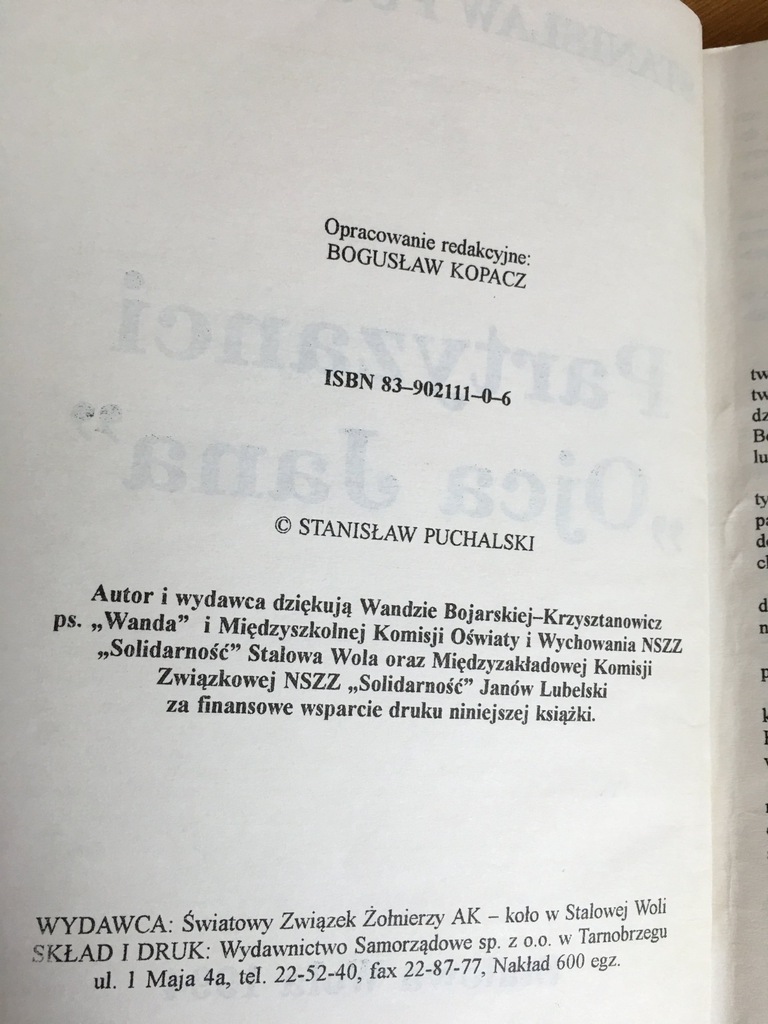 Opracowanie redakcyjne:
BOGUSŁAW KOPACZ
ISBN 83–902111–0–6
© STANISŁAW PUCHALSKI
Autor i wydawca dziękują Wandzie Bojarskiej–Krzysztanowicz
ps. „Wanda” i Międzyszkolnej Komisji Oświaty i Wychowania NSZZ
„Solidarność” Stalowa Wola oraz Międzyzakładowej Komisji
Związkowej NSZZ „Solidarność” Janów Lubelski
za finansowe wsparcie druku niniejszej książki.
WYDAWCA: Światowy Związek Żołnierzy AK – koło w Stalowej Woli
SKŁAD I DRUK: Wydawnictwo Samorządowe sp. z o.o. w Tarnobrzegu
ul. 1 Maja 4a, tel. 22-52-40, fax 22-87-77, Nakład 600 egz.